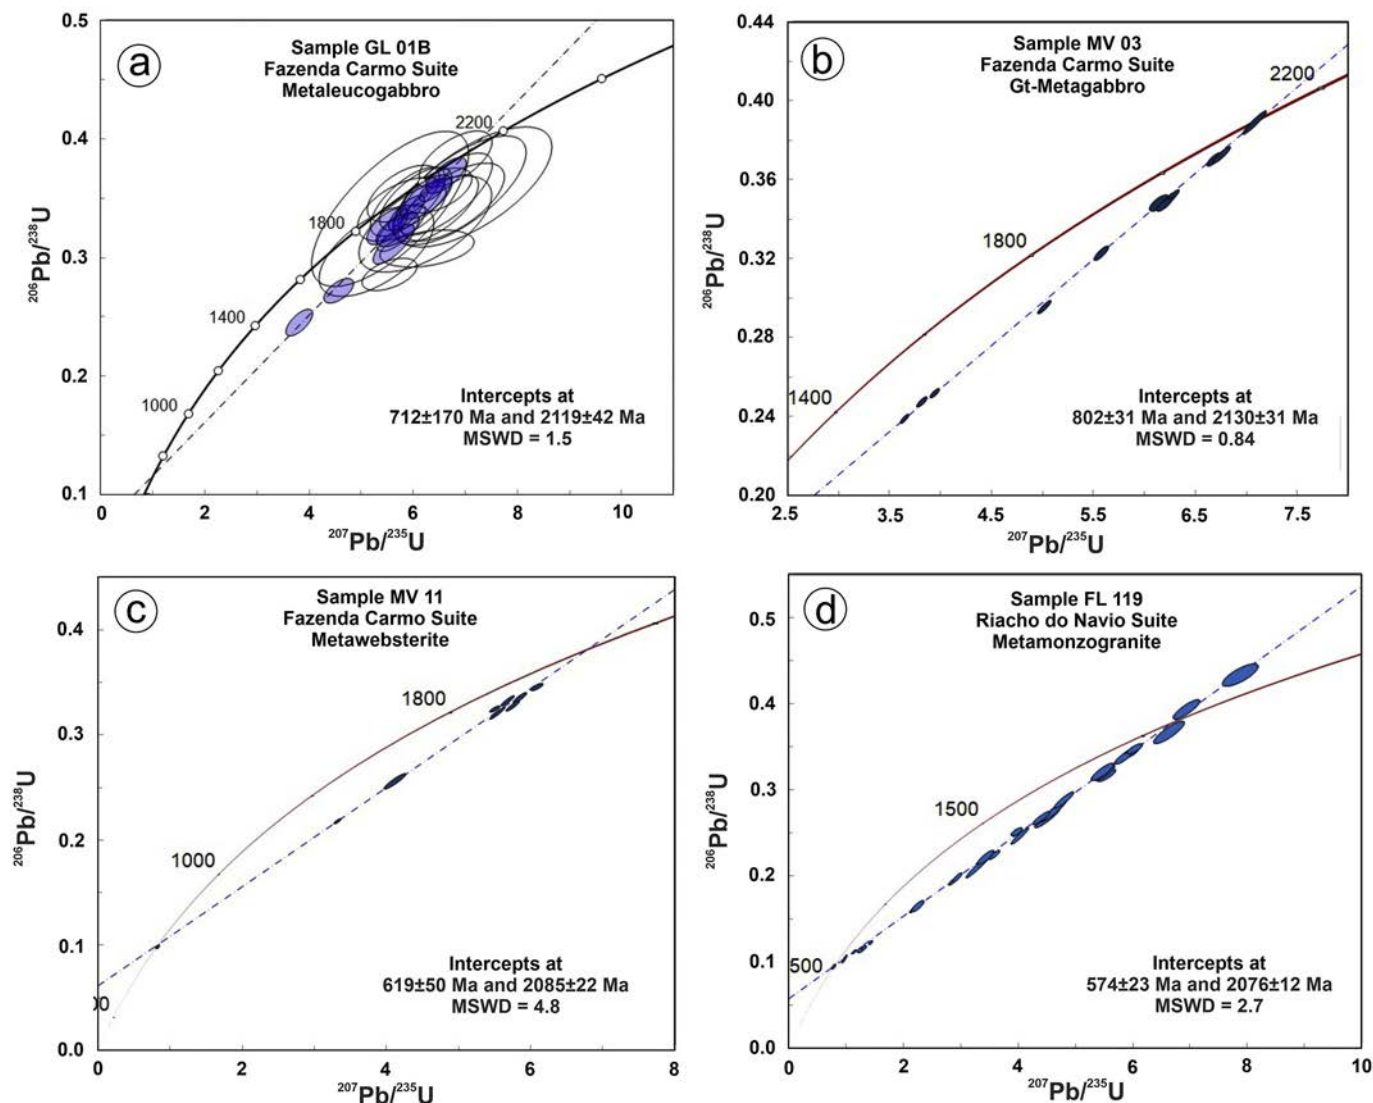 a
Sample GL 01B
Fazenda Carmo Suite
Metaleucogabbro
0.5
0.4
0.3
0.2
0.1
2200
1800
1400
1000
Intercepts at
712±170 Ma and 2119±42 Ma
MSWD = 1.5
0
2
4
6
8
10
206Pb/238U
207Pb/235U
b
Sample MV 03
Fazenda Carmo Suite
Gt-Metagabbro
0.44
0.40
0.36
0.32
0.28
0.24
0.20
2200
1800
1400
Intercepts at
802±31 Ma and 2130±31 Ma
MSWD = 0.84
2.5
3.5
4.5
5.5
6.5
7.5
206Pb/238U
207Pb/235U
c
Sample MV 11
Fazenda Carmo Suite
Metawebsterite
0.4
0.3
0.2
0.1
0.0
1800
1000
00
Intercepts at
619±50 Ma and 2085±22 Ma
MSWD = 4.8
0
2
4
6
8
206Pb/238U
207Pb/235U
d
Sample FL 119
Riacho do Navio Suite
Metamonzogranite
0.5
0.4
0.3
0.2
0.1
0.0
1500
500
Intercepts at
574±23 Ma and 2076±12 Ma
MSWD = 2.7
0
2
4
6
8
10
206Pb/238U
207Pb/235U